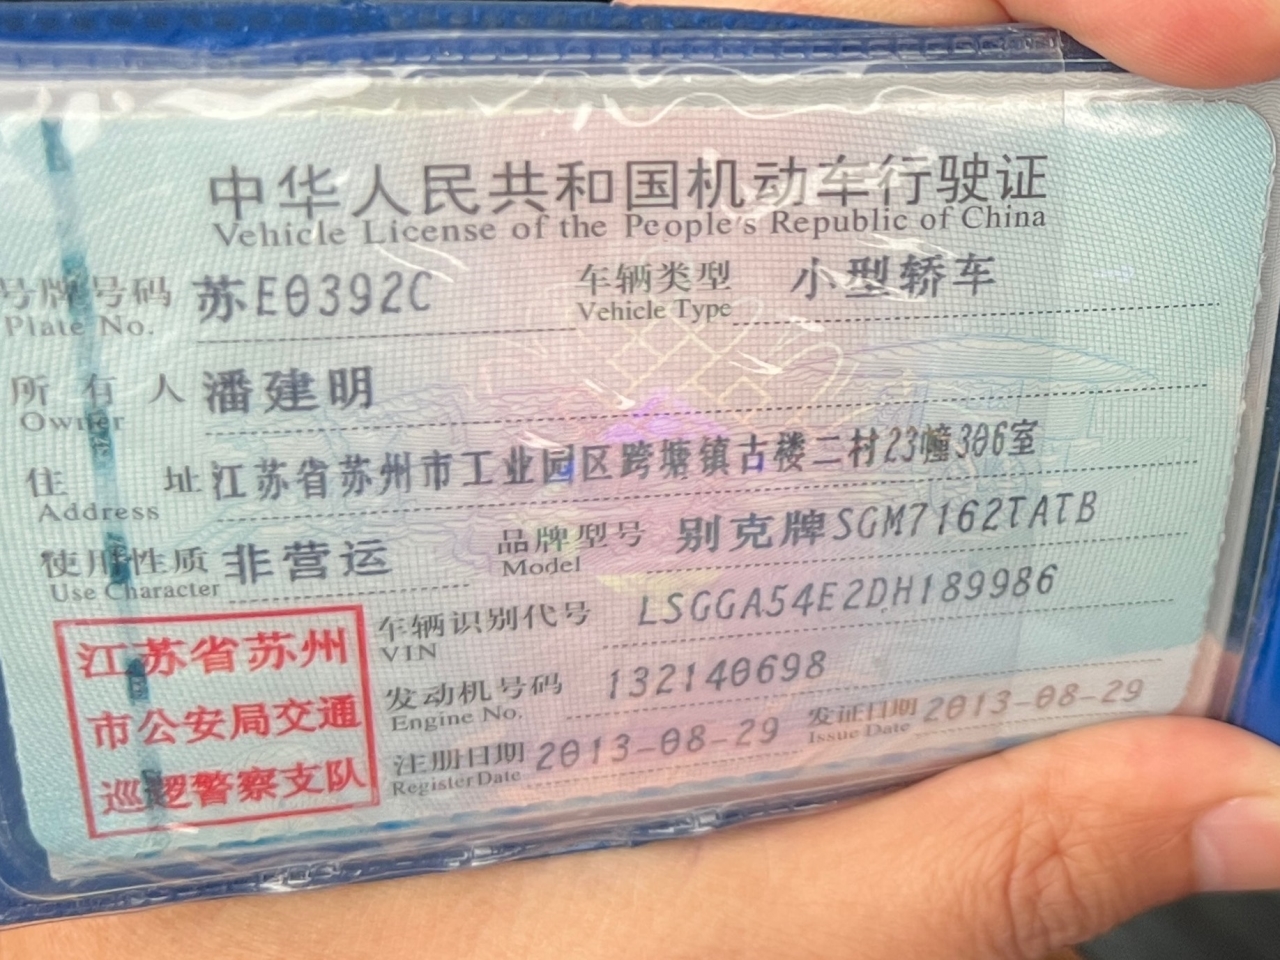 中华人民共和国机动车行驶证
Vehicle License of the People's Republic of China
号牌号码 苏E0392C 车辆类型 小型轿车
Plate No. Vehicle Type
所有人 潘建明
Owner
住址 江苏省苏州市工业园区跨塘镇古楼二村23幢306室
Address
使用性质 非营运 品牌型号 别克牌SGM7162TATB
Use Character Model
江苏省苏州
市公安局交通
巡逻警察支队
车辆识别代号 LSGGA54E2DH189986
VIN
发动机号码 132140698
Engine No.
注册日期 2013-08-29 发证日期 2013-08-29
Register Date Issue Date